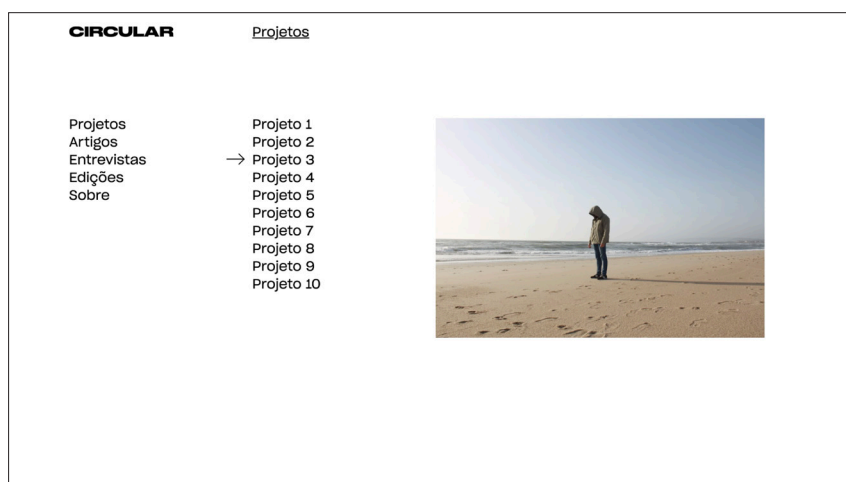 CIRCULAR
Projetos
Projetos
Artigos
Entrevistas
Edições
Sobre
Projeto 1
Projeto 2
→ Projeto 3
Projeto 4
Projeto 5
Projeto 6
Projeto 7
Projeto 8
Projeto 9
Projeto 10